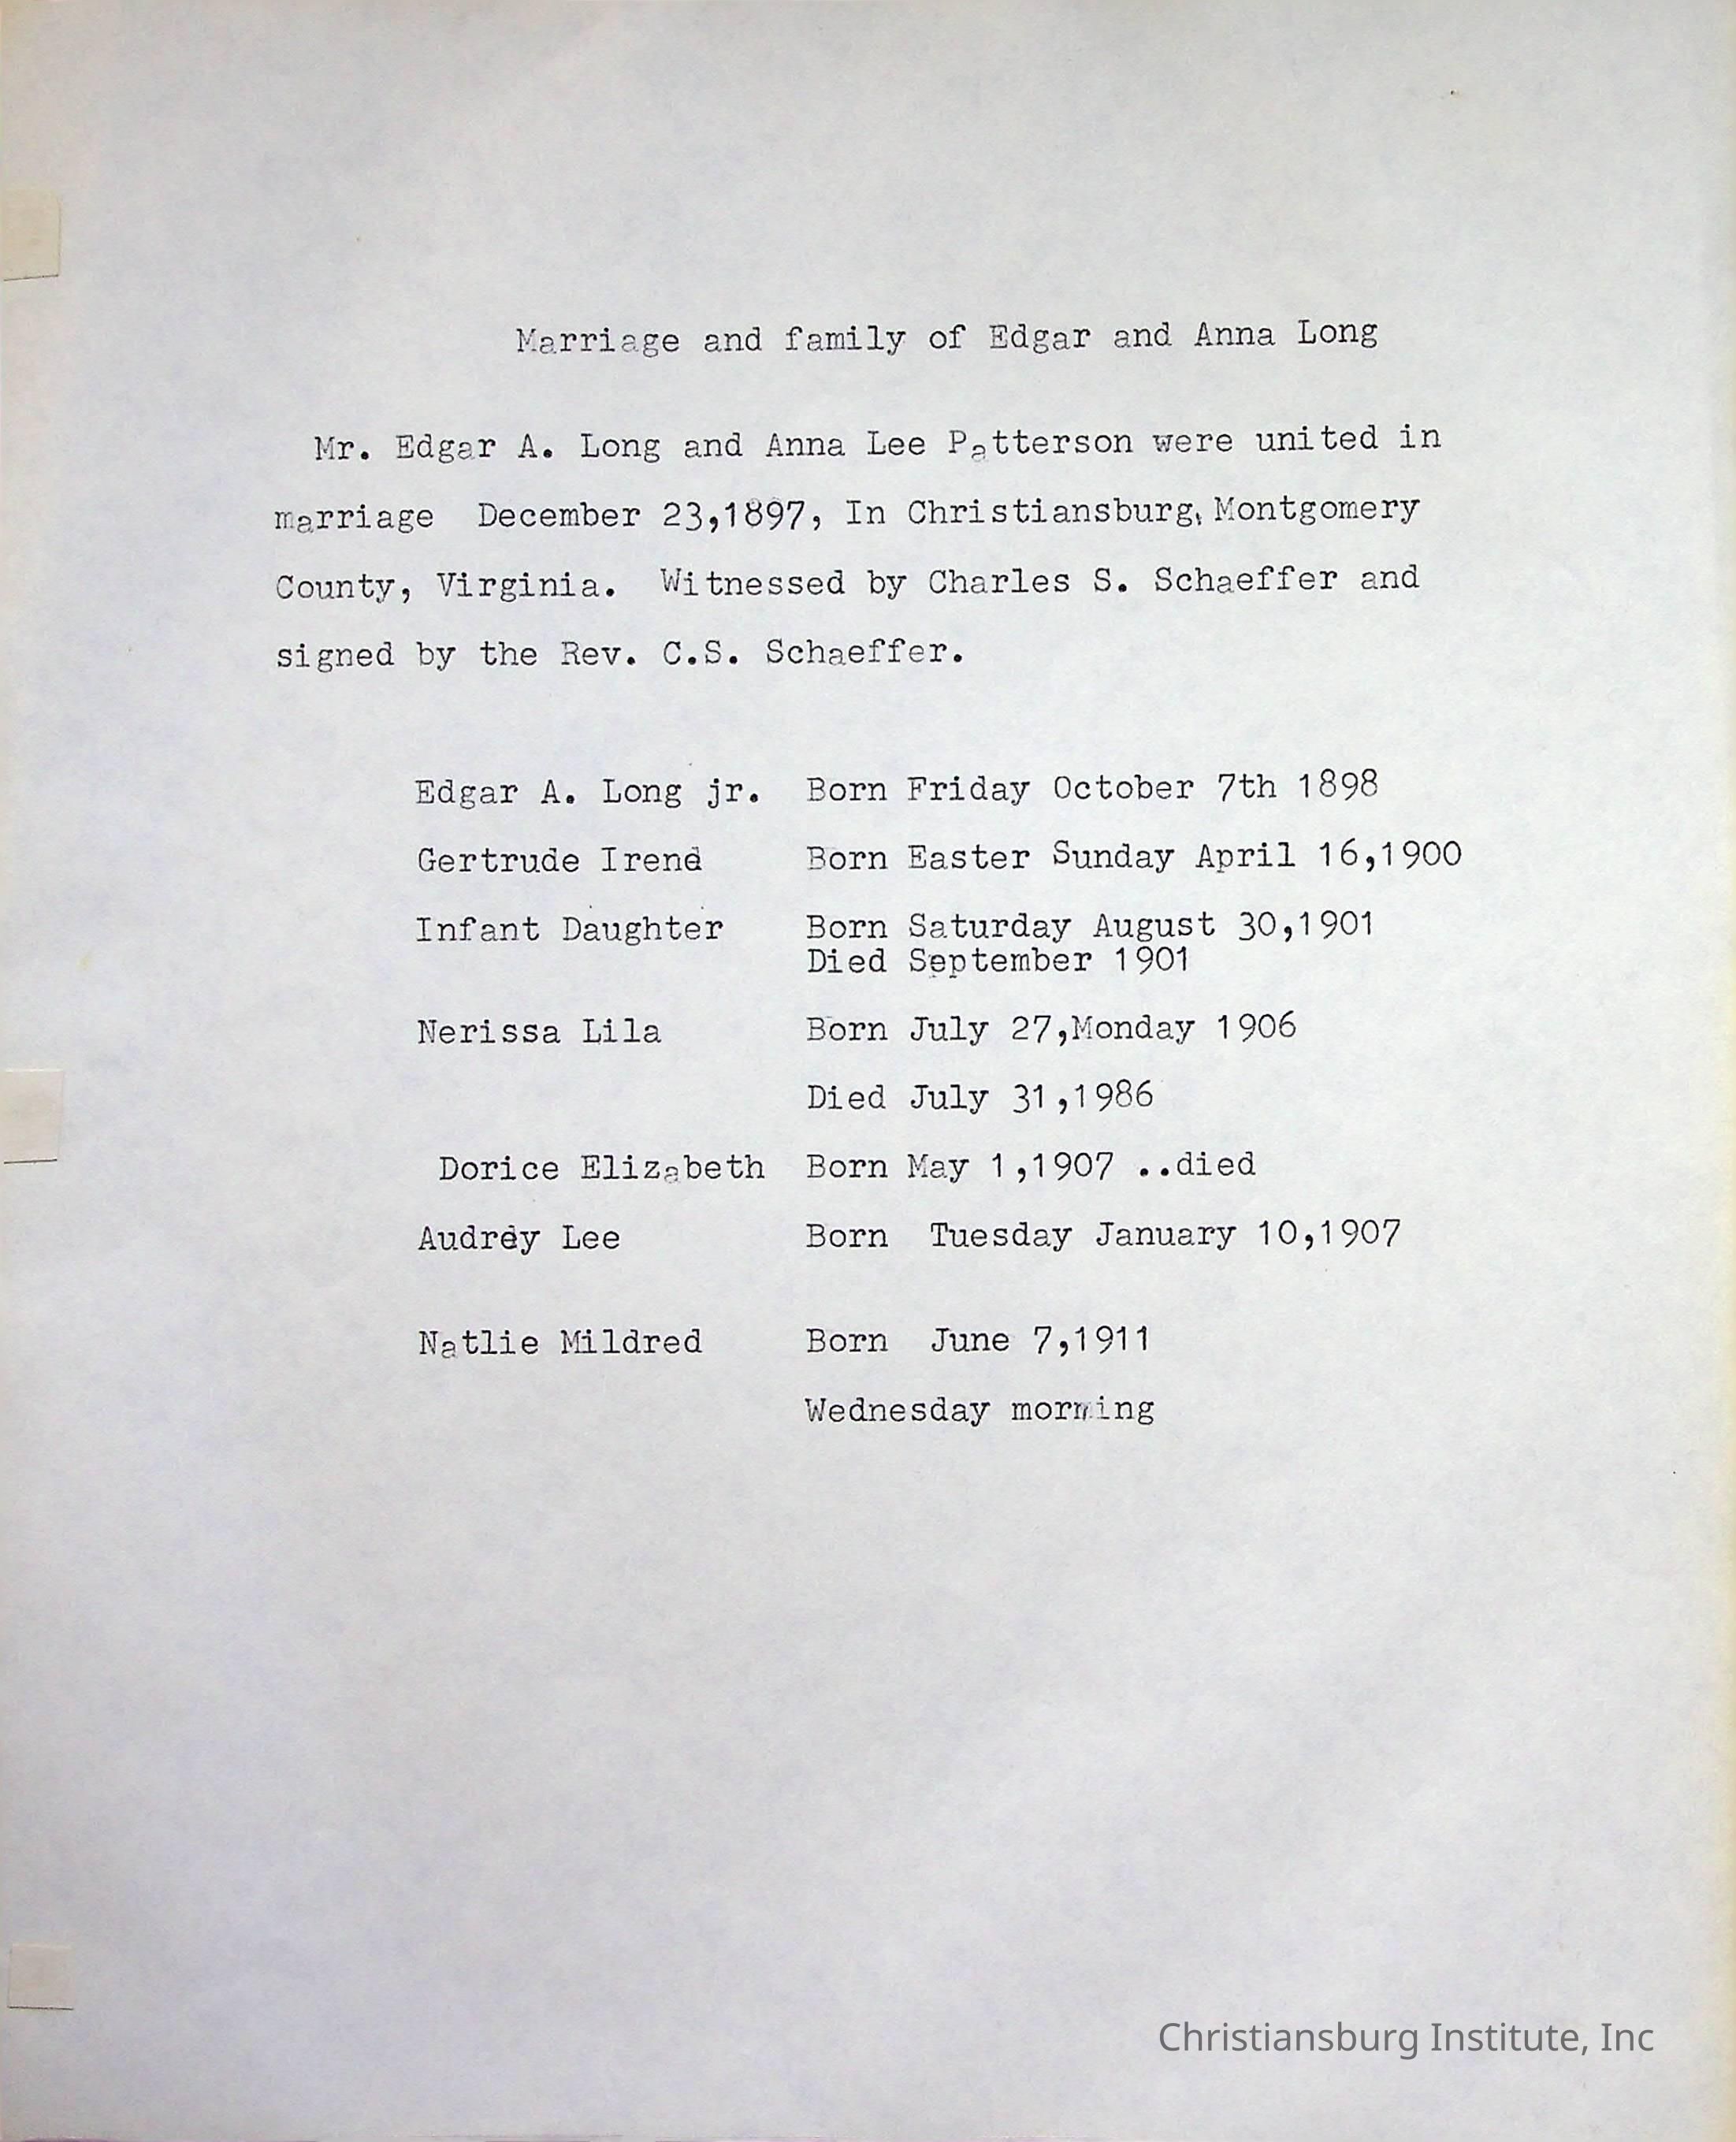 Marriage and family of Edgar and Anna Long
Mr. Edgar A. Long and Anna Lee Patterson were united in
marriage December 23,1897, In Christiansburg, Montgomery
County, Virginia. Witnessed by Charles S. Schaeffer and
signed by the Rev. C.S. Schaeffer.
Edgar A. Long jr. Born Friday October 7th 1898
Gertrude Irene Born Easter Sunday April 16,1900
Infant Daughter Born Saturday August 30,1901
Died September 1901
Nerissa Lila Born July 27,Monday 1906
Died July 31,1986
Dorice Elizabeth Born May 1,1907 ..died
Audrey Lee Born Tuesday January 10,1907
Natlie Mildred Born June 7,1911
Wednesday morning
Christiansburg Institute, Inc